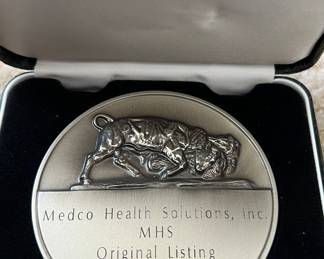 Medco Health Solutions, Inc.
MHS
Original Listing